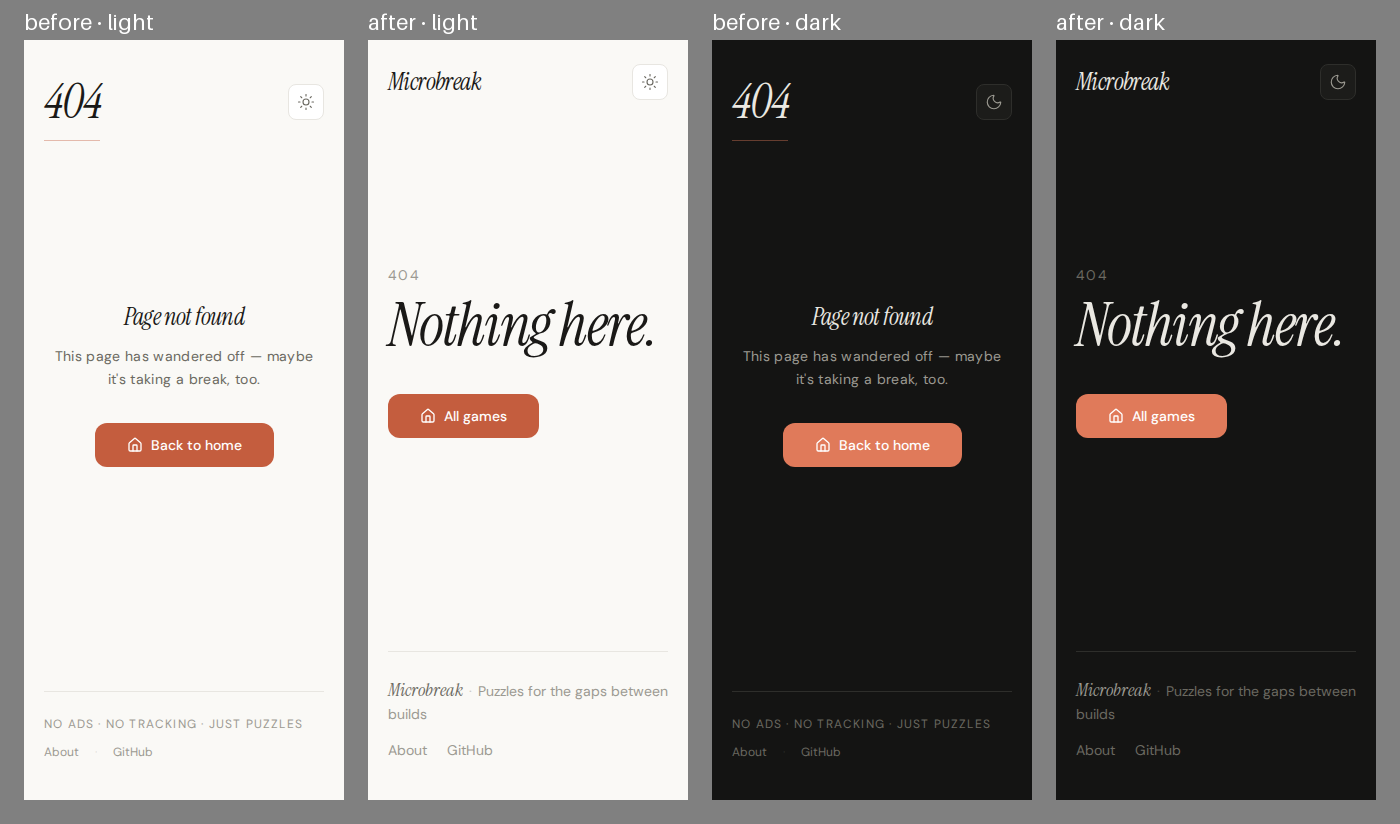 before · light
404
Page not found
This page has wandered off — maybe
it's taking a break, too.
Back to home
NO ADS · NO TRACKING · JUST PUZZLES
About
GitHub
after · light
Microbreak
404
Nothing here.
All games
Microbreak · Puzzles for the gaps between
builds
About GitHub
before · dark
404
Page not found
This page has wandered off — maybe
it's taking a break, too.
Back to home
NO ADS · NO TRACKING · JUST PUZZLES
About
GitHub
after · dark
Microbreak
404
Nothing here.
All games
Microbreak · Puzzles for the gaps between
builds
About GitHub